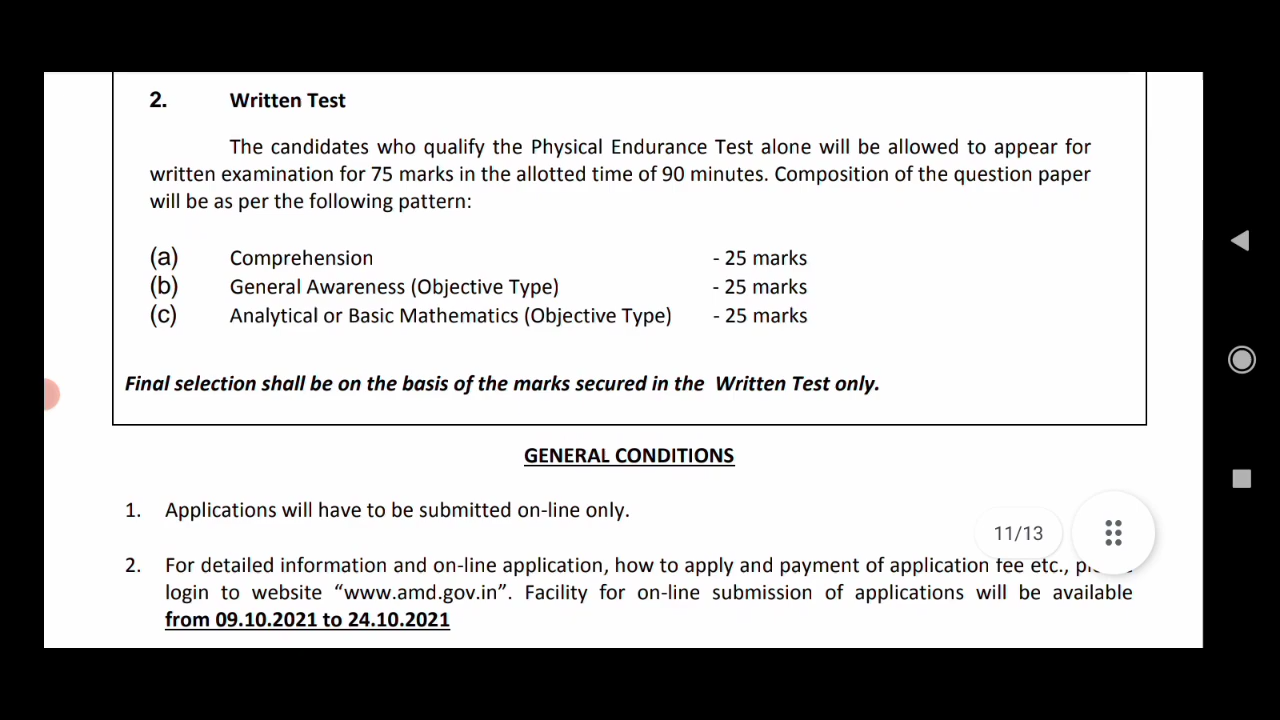 2. Written Test
The candidates who qualify the Physical Endurance Test alone will be allowed to appear for
written examination for 75 marks in the allotted time of 90 minutes. Composition of the question paper
will be as per the following pattern:
(a) Comprehension - 25 marks
(b) General Awareness (Objective Type) - 25 marks
(c) Analytical or Basic Mathematics (Objective Type) - 25 marks
Final selection shall be on the basis of the marks secured in the Written Test only.
GENERAL CONDITIONS
1. Applications will have to be submitted on-line only.
11/13
2. For detailed information and on-line application, how to apply and payment of application fee etc.,
login to website “www.amd.gov.in”. Facility for on-line submission of applications will be available
from 09.10.2021 to 24.10.2021